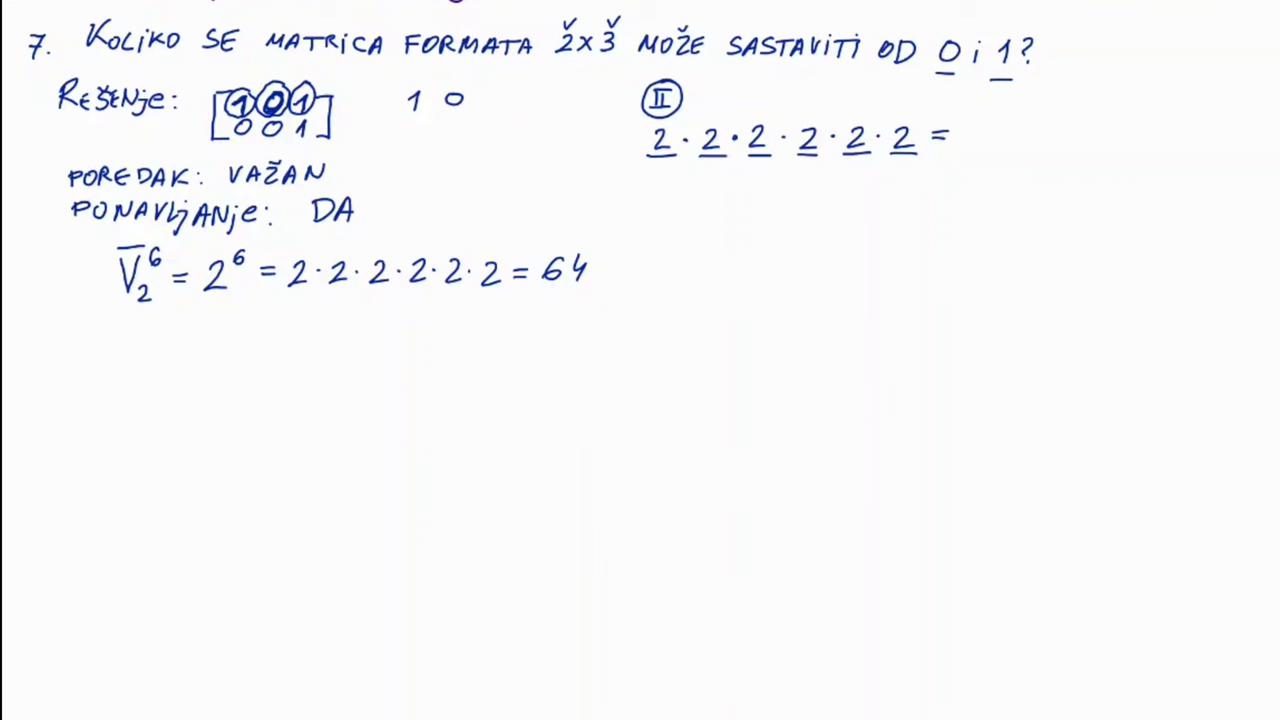 7. KOLIKO SE MATRICA FORMATA 2x3 MOŽE SASTAVITI OD 0 i 1?
REŠENje: [1 0 1 1 0
0 0 1]
POREDAK: VAŽAN
PONAVLjANje: DA
V̅₂⁶ = 2⁶ = 2·2·2·2·2·2 = 64
II
2·2·2·2·2·2 =